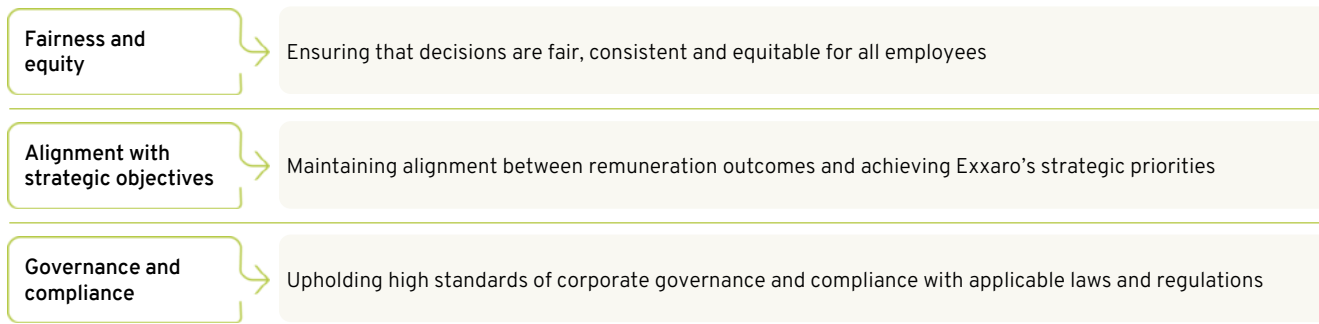 Fairness and
equity
Ensuring that decisions are fair, consistent and equitable for all employees
Alignment with
strategic objectives
Maintaining alignment between remuneration outcomes and achieving Exxaro’s strategic priorities
Governance and
compliance
Upholding high standards of corporate governance and compliance with applicable laws and regulations